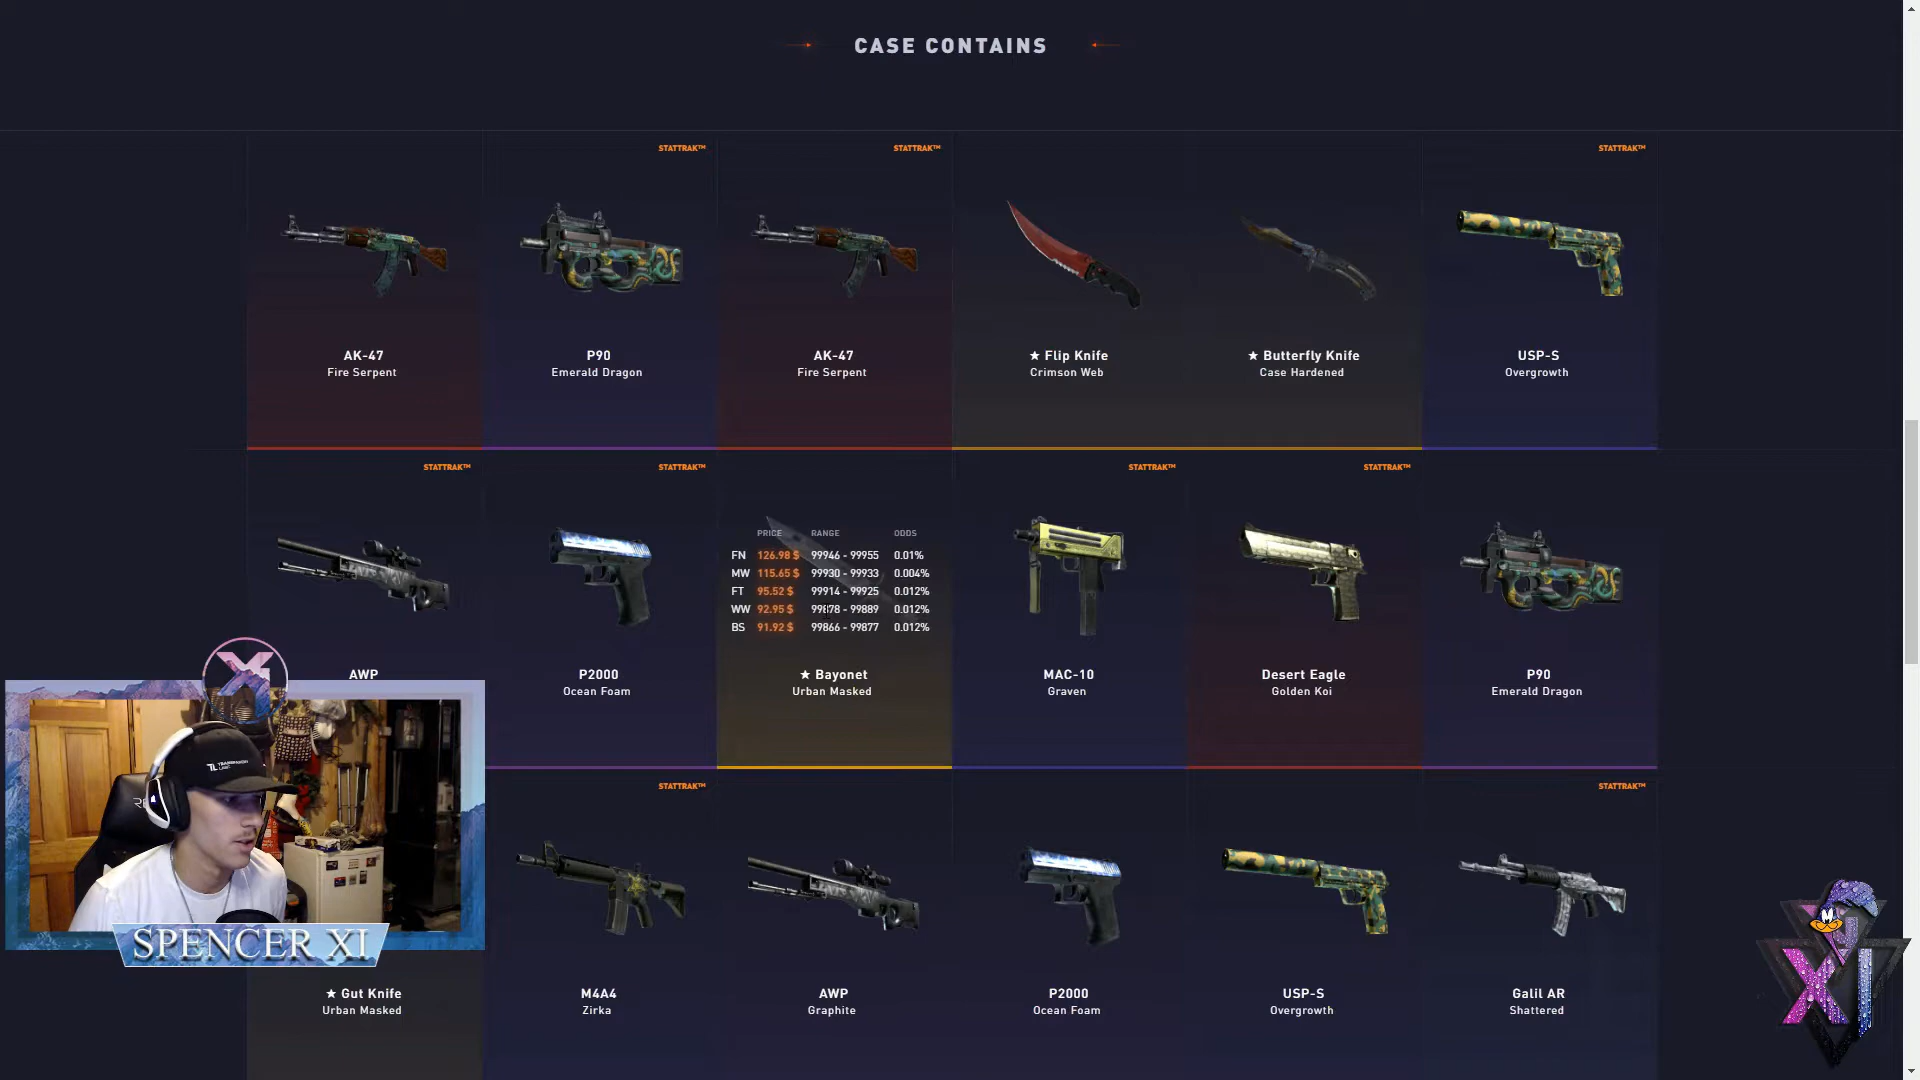 CASE CONTAINS
STATTRAK™
STATTRAK™
STATTRAK™
AK-47
Fire Serpent
P90
Emerald Dragon
AK-47
Fire Serpent
★ Flip Knife
Crimson Web
★ Butterfly Knife
Case Hardened
USP-S
Overgrowth
STATTRAK™
STATTRAK™
STATTRAK™
STATTRAK™
PRICE RANGE ODDS
FN 126.98 $ 99946 - 99955 0.01%
MW 115.65 $ 99930 - 99933 0.004%
FT 95.52 $ 99914 - 99925 0.012%
WW 92.95 $ 99878 - 99889 0.012%
BS 91.92 $ 99866 - 99877 0.012%
AWP
P2000
Ocean Foam
★ Bayonet
Urban Masked
MAC-10
Graven
Desert Eagle
Golden Koi
P90
Emerald Dragon
STATTRAK™
STATTRAK™
XI
SPENCER XI
★ Gut Knife
Urban Masked
M4A4
Zirka
AWP
Graphite
P2000
Ocean Foam
USP-S
Overgrowth
Galil AR
Shattered
XI